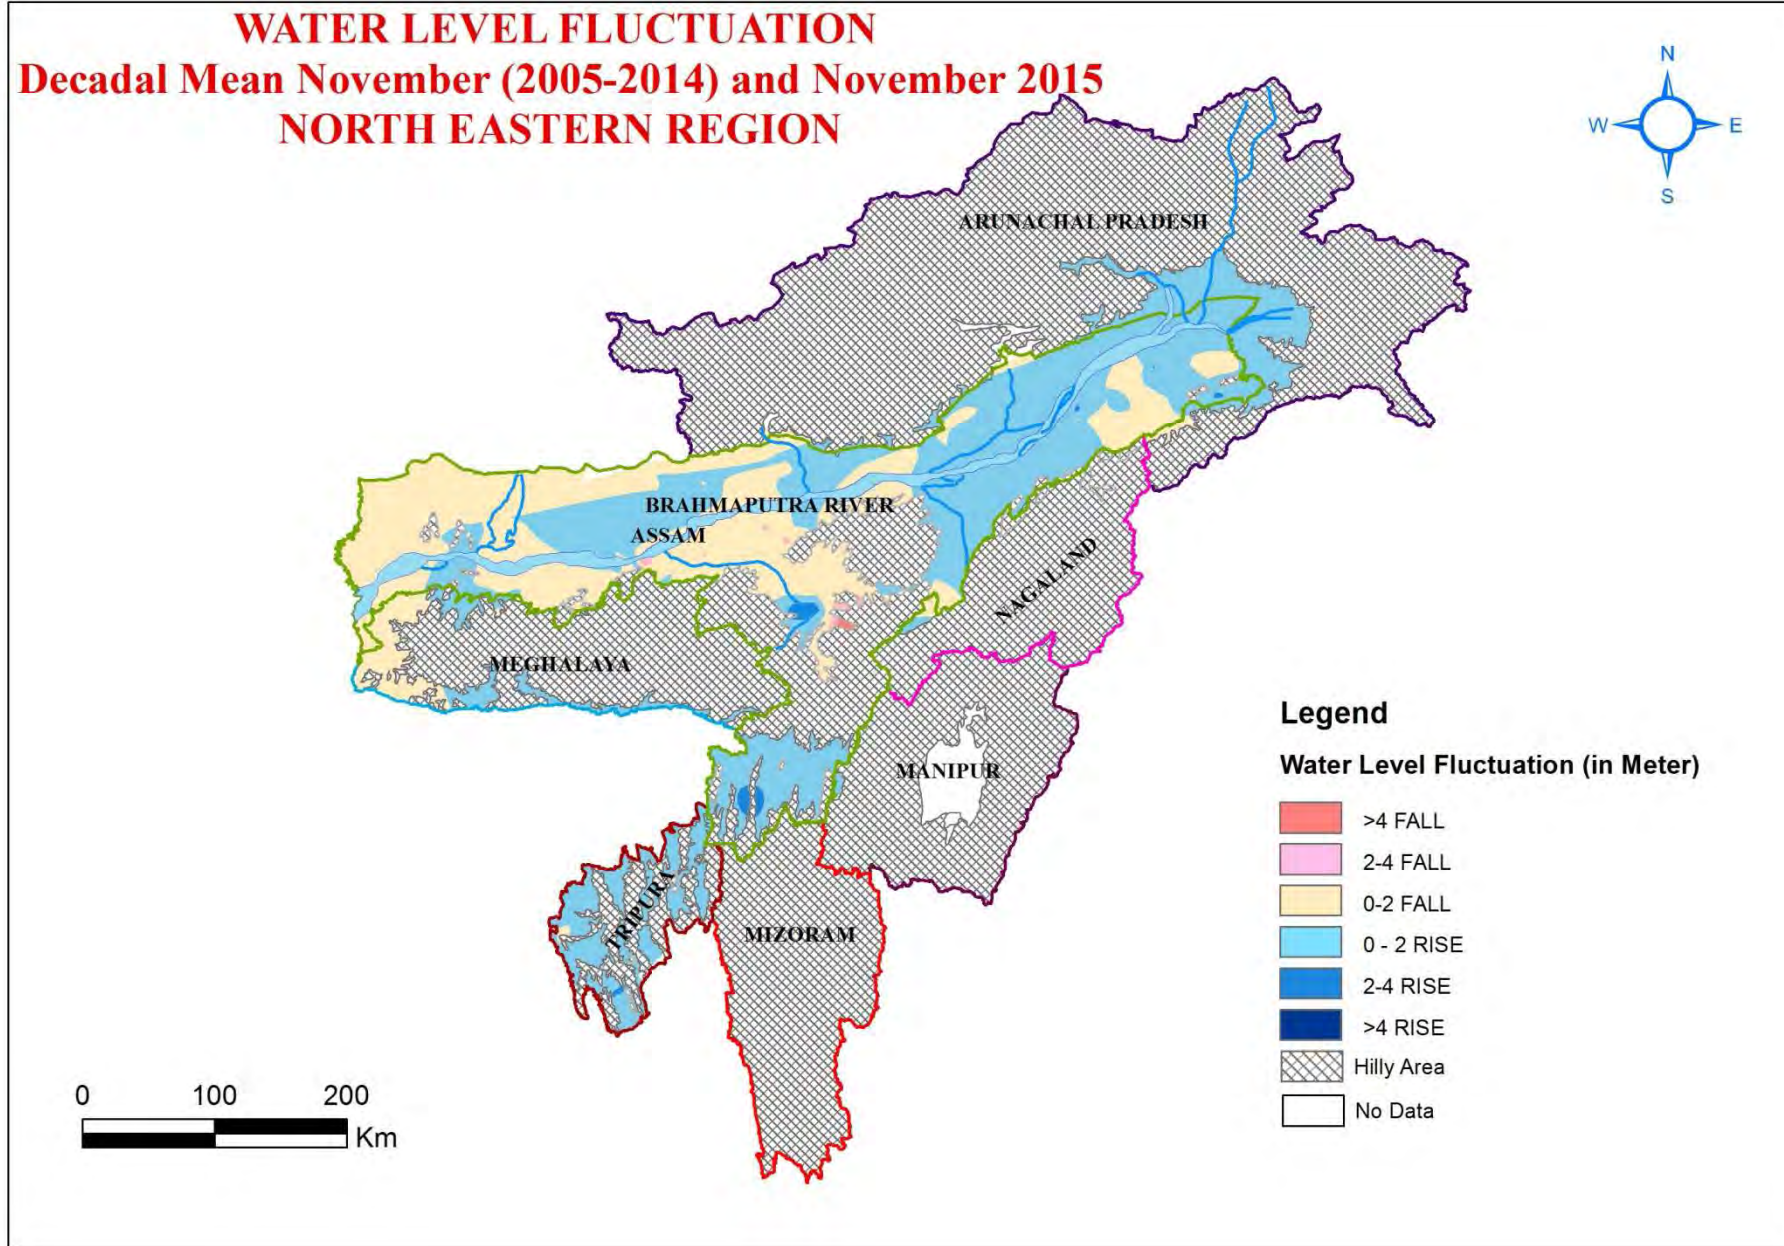 WATER LEVEL FLUCTUATION
Decadal Mean November (2005-2014) and November 2015
NORTH EASTERN REGION
N
W
E
S
ARUNACHAL PRADESH
BRAHMAPUTRA RIVER
ASSAM
NAGALAND
MEGHALAYA
MANIPUR
TRIPURA
MIZORAM
Legend
Water Level Fluctuation (in Meter)
>4 FALL
2-4 FALL
0-2 FALL
0 - 2 RISE
2-4 RISE
>4 RISE
Hilly Area
No Data
0 100 200
Km